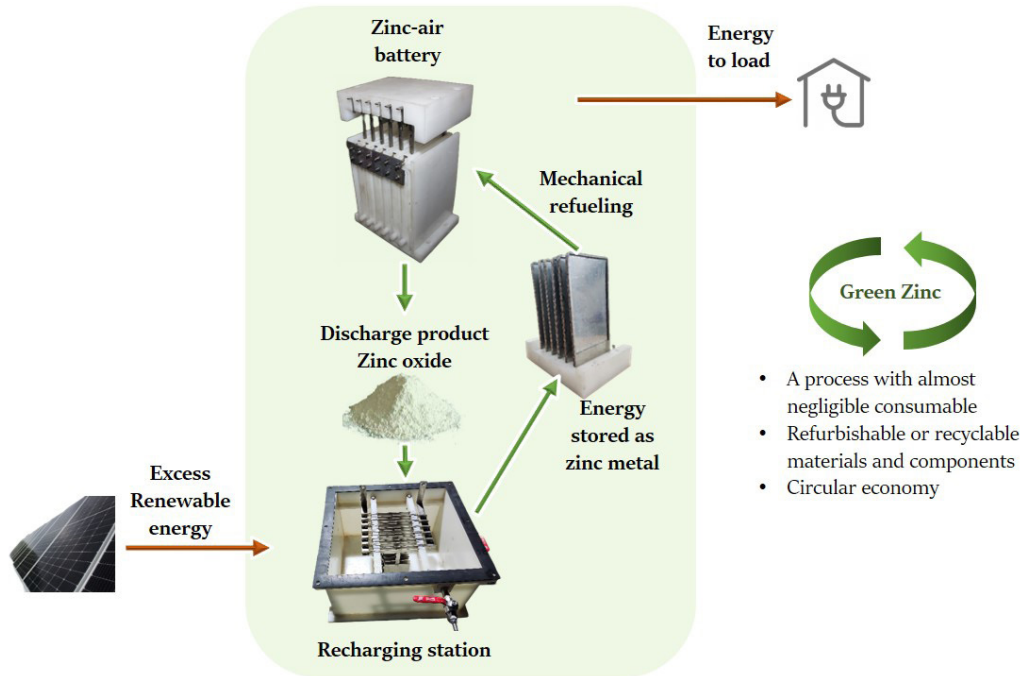 Zinc-air
battery
Energy
to load
Mechanical
refueling
Green Zinc
Discharge product
Zinc oxide
Energy
stored as
zinc metal
Excess
Renewable
energy
Recharging station
• A process with almost
negligible consumable
• Refurbishable or recyclable
materials and components
• Circular economy